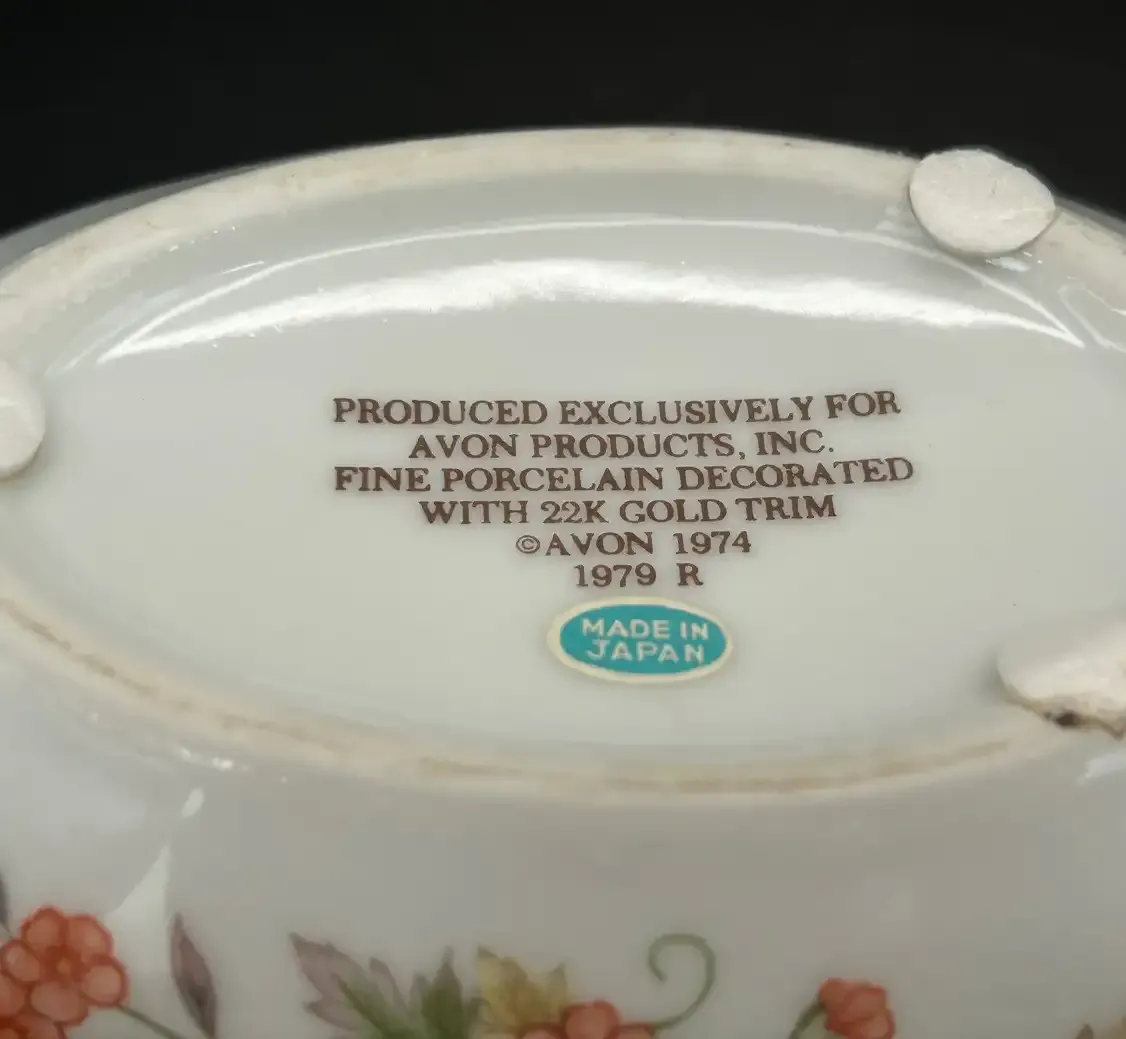 PRODUCED EXCLUSIVELY FOR
AVON PRODUCTS, INC.
FINE PORCELAIN DECORATED
WITH 22K GOLD TRIM
©AVON 1974
1979 R
MADE IN
JAPAN